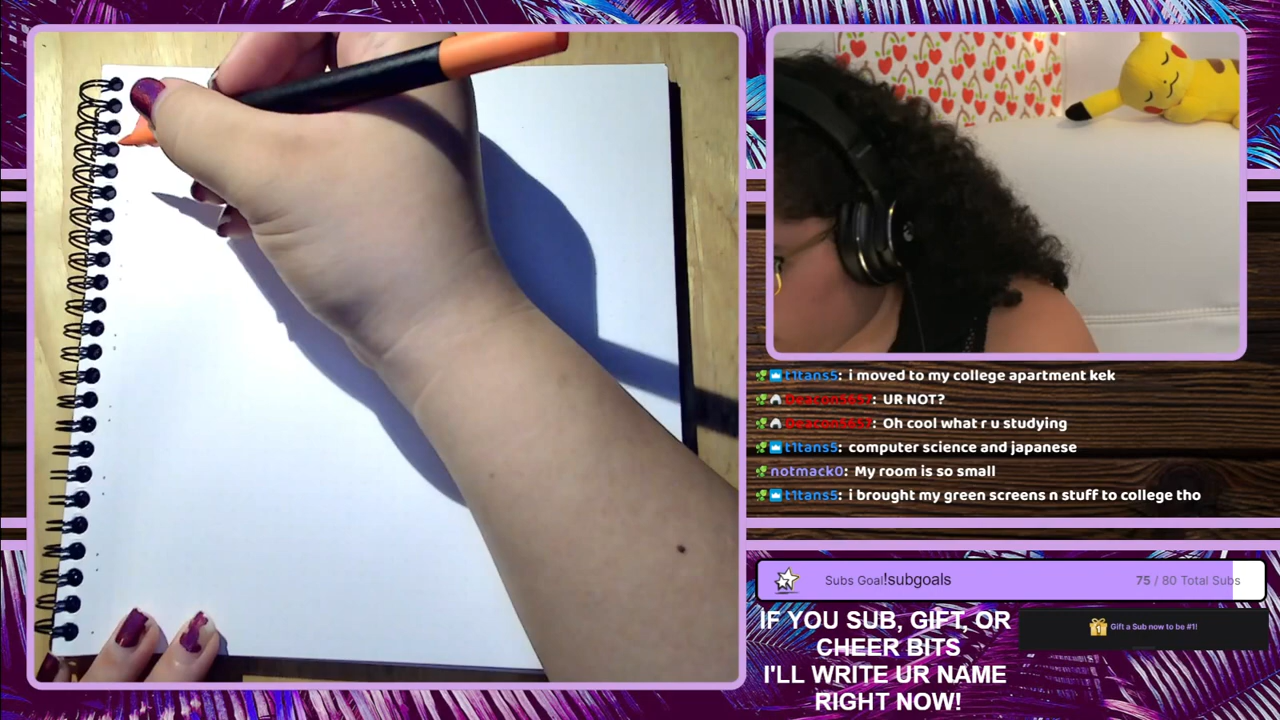 t1tans5: i moved to my college apartment kek
Deacon5657: UR NOT?
Deacon5657: Oh cool what r u studying
t1tans5: computer science and japanese
notmack0: My room is so small
t1tans5: i brought my green screens n stuff to college tho
Subs Goal!subgoals 75 / 80 Total Subs
IF YOU SUB, GIFT, OR
CHEER BITS
I'LL WRITE UR NAME
RIGHT NOW!
1 Gift a Sub now to be #1!